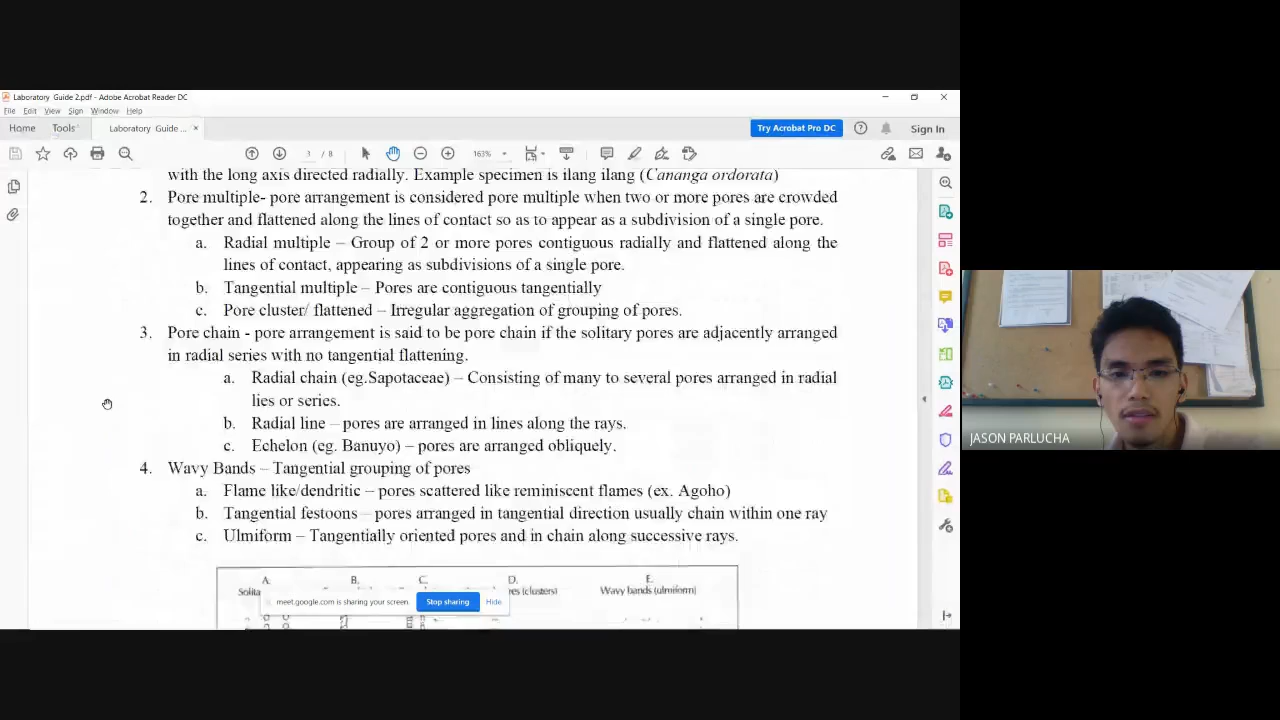 Laboratory Guide 2.pdf - Adobe Acrobat Reader DC
File Edit View Sign Window Help
Home Tools Laboratory Guide ... × Try Acrobat Pro DC Sign In
3 / 8 163%
with the long axis directed radially. Example specimen is ilang ilang (Cananga ordorata)
2. Pore multiple- pore arrangement is considered pore multiple when two or more pores are crowded
together and flattened along the lines of contact so as to appear as a subdivision of a single pore.
a. Radial multiple – Group of 2 or more pores contiguous radially and flattened along the
lines of contact, appearing as subdivisions of a single pore.
b. Tangential multiple – Pores are contiguous tangentially
c. Pore cluster/ flattened – Irregular aggregation of grouping of pores.
3. Pore chain - pore arrangement is said to be pore chain if the solitary pores are adjacently arranged
in radial series with no tangential flattening.
a. Radial chain (eg.Sapotaceae) – Consisting of many to several pores arranged in radial
lies or series.
b. Radial line – pores are arranged in lines along the rays.
c. Echelon (eg. Banuyo) – pores are arranged obliquely.
JASON PARLUCHA
4. Wavy Bands – Tangential grouping of pores
a. Flame like/dendritic – pores scattered like reminiscent flames (ex. Agoho)
b. Tangential festoons – pores arranged in tangential direction usually chain within one ray
c. Ulmiform – Tangentially oriented pores and in chain along successive rays.
A. B. C. D. E.
Solita (clusters) Wavy bands (ulmiform)
meet.google.com is sharing your screen. Stop sharing Hide